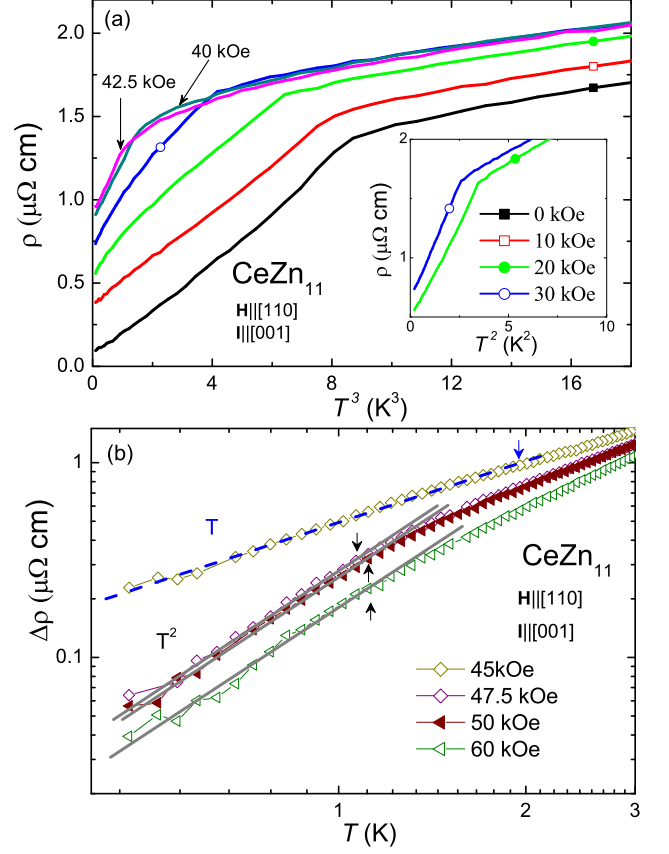 (a)
40 kOe
42.5 kOe
2.0
1.5
1.0
0.5
0.0
ρ (μΩ cm)
CeZn11
H||[110]
I||[001]
2
1
ρ (μΩ cm)
0 kOe
10 kOe
20 kOe
30 kOe
0 5 10
T² (K²)
0 4 8 12 16
T³ (K³)
(b)
1
0.1
Δρ (μΩ cm)
T
T²
CeZn11
H||[110]
I||[001]
45kOe
47.5 kOe
50 kOe
60 kOe
1 2 3
T (K)